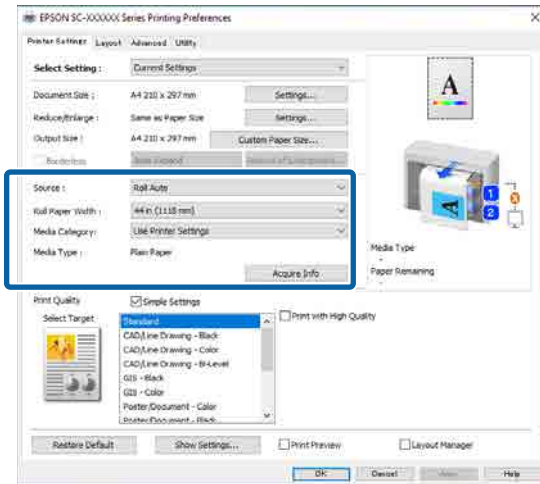 EPSON SC-XXXXXX Series Printing Preferences
Printer Settings Layout Advanced Utility
Select Setting : Current Settings
Document Size : A4 210 x 297 mm Settings...
Reduce/Enlarge : Same as Paper Size Settings...
Output Size : A4 210 x 297 mm Custom Paper Size...
Borderless
Source : Roll Auto
Roll Paper Width : 44 in (1118 mm)
Media Category: Use Printer Settings
Media Type : Plain Paper
Acquire Info
A
A
1
2
Media Type
-
Paper Remaining
-
Print Quality Simple Settings
Select Target
Standard
CAD/Line Drawing - Black
CAD/Line Drawing - Color
CAD/Line Drawing - Bi-Level
GIS - Black
GIS - Color
Poster/Document - Color
Poster/Document - Black
Print with High Quality
Restore Default Show Settings... Print Preview Layout Manager
OK Cancel Help